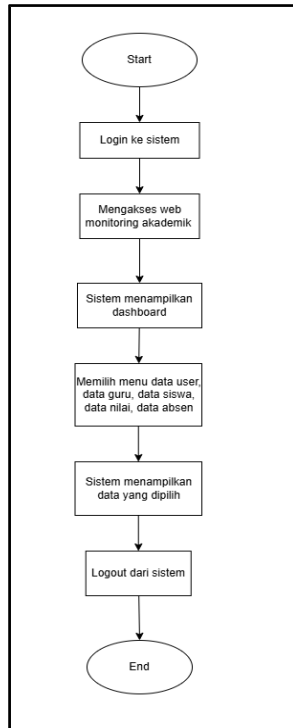 Start
Login ke sistem
Mengakses web
monitoring akademik
Sistem menampilkan
dashboard
Memilih menu data user,
data guru, data siswa,
data nilai, data absen
Sistem menampilkan
data yang dipilih
Logout dari sistem
End